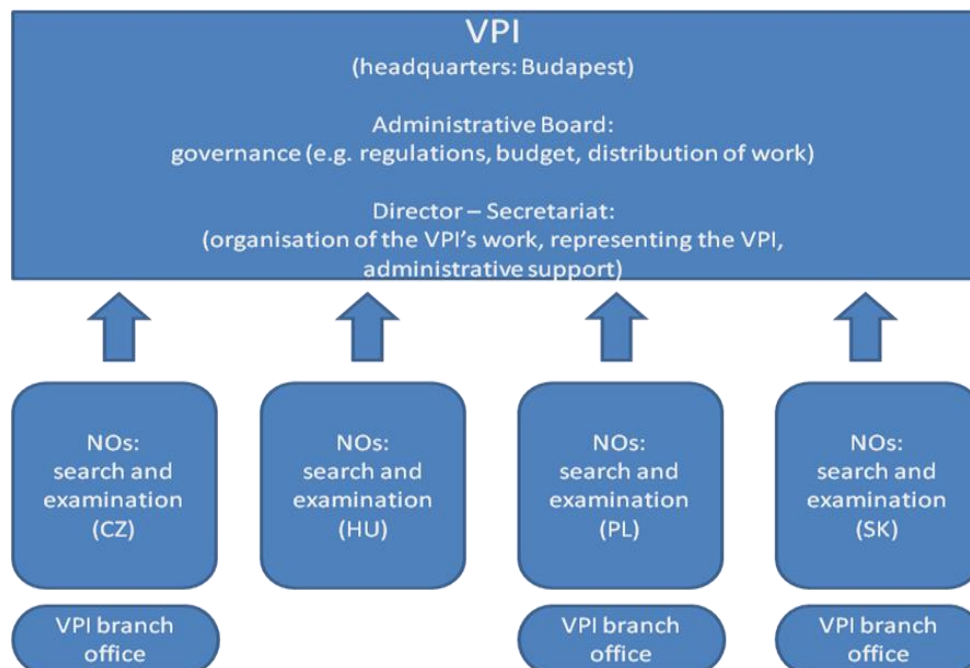 VPI
(headquarters: Budapest)
Administrative Board:
governance (e.g. regulations, budget, distribution of work)
Director – Secretariat:
(organisation of the VPI's work, representing the VPI,
administrative support)
NOs:
search and
examination
(CZ)
NOs:
search and
examination
(HU)
NOs:
search and
examination
(PL)
NOs:
search and
examination
(SK)
VPI branch
office
VPI branch
office
VPI branch
office